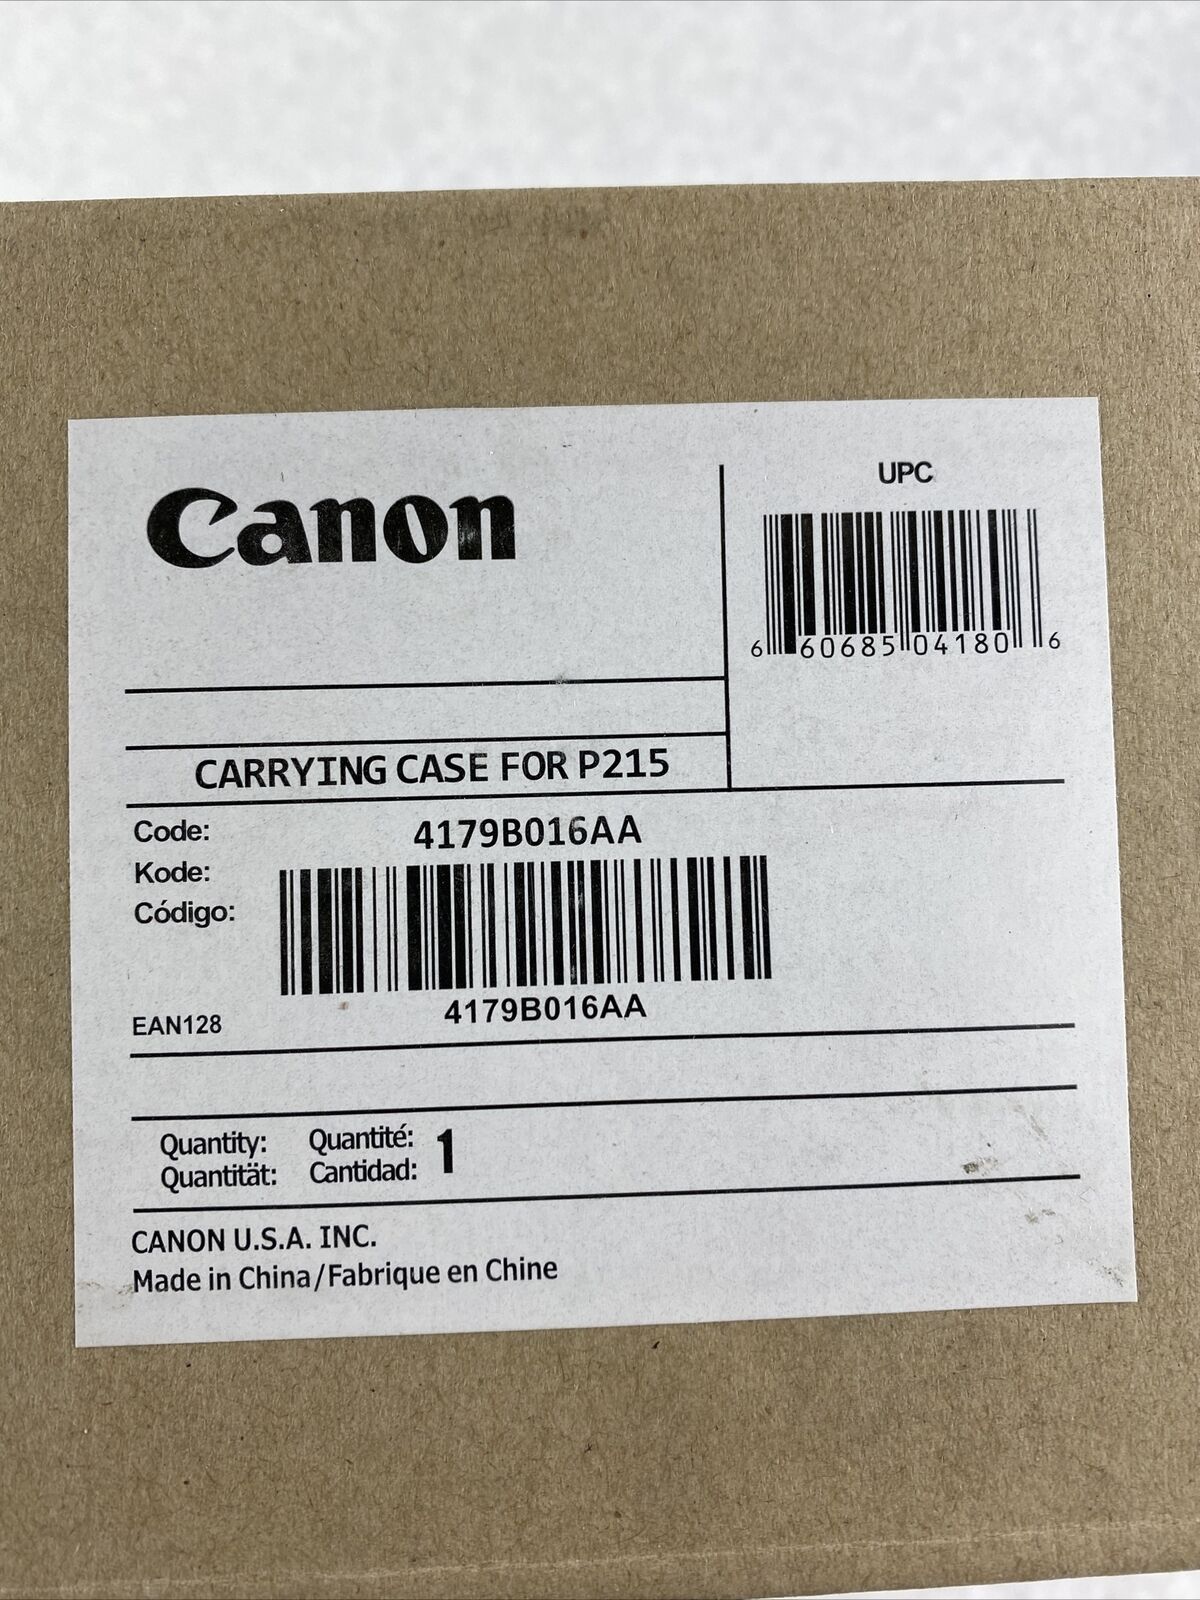 Canon
UPC
6 60685 04180 6
CARRYING CASE FOR P215
Code: 4179B016AA
Kode:
Código:
4179B016AA
EAN128
Quantity: Quantité: 1
Quantität: Cantidad:
CANON U.S.A. INC.
Made in China/Fabrique en Chine